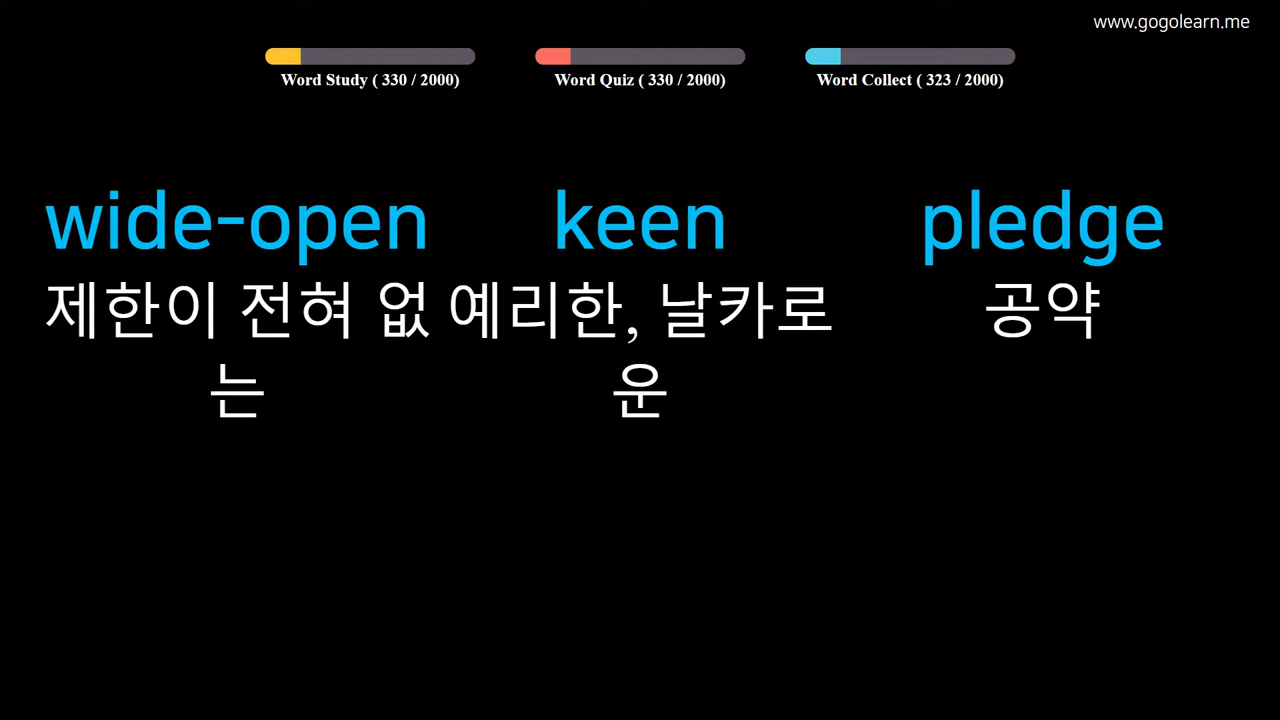 www.gogolearn.me
Word Study ( 330 / 2000)
Word Quiz ( 330 / 2000)
Word Collect ( 323 / 2000)
wide-open
제한이 전혀 없
는
keen
예리한, 날카로
운
pledge
공약